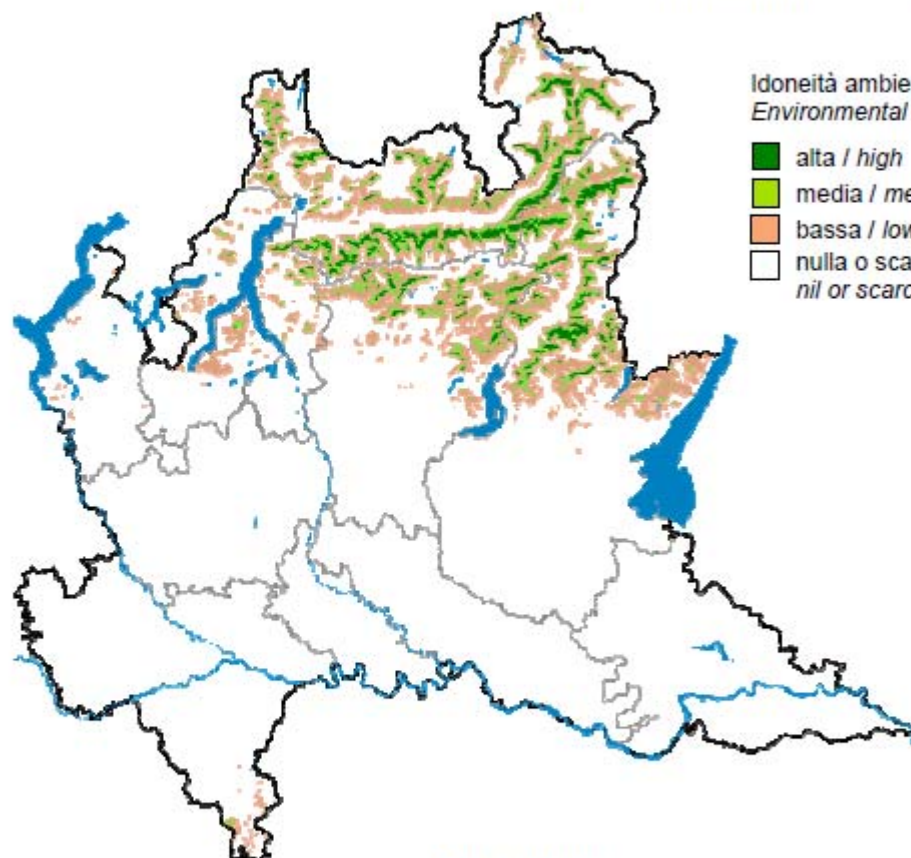 Idoneità ambie
Environmental
alta / high
media / me
bassa / low
nulla o sca
nil or scarc